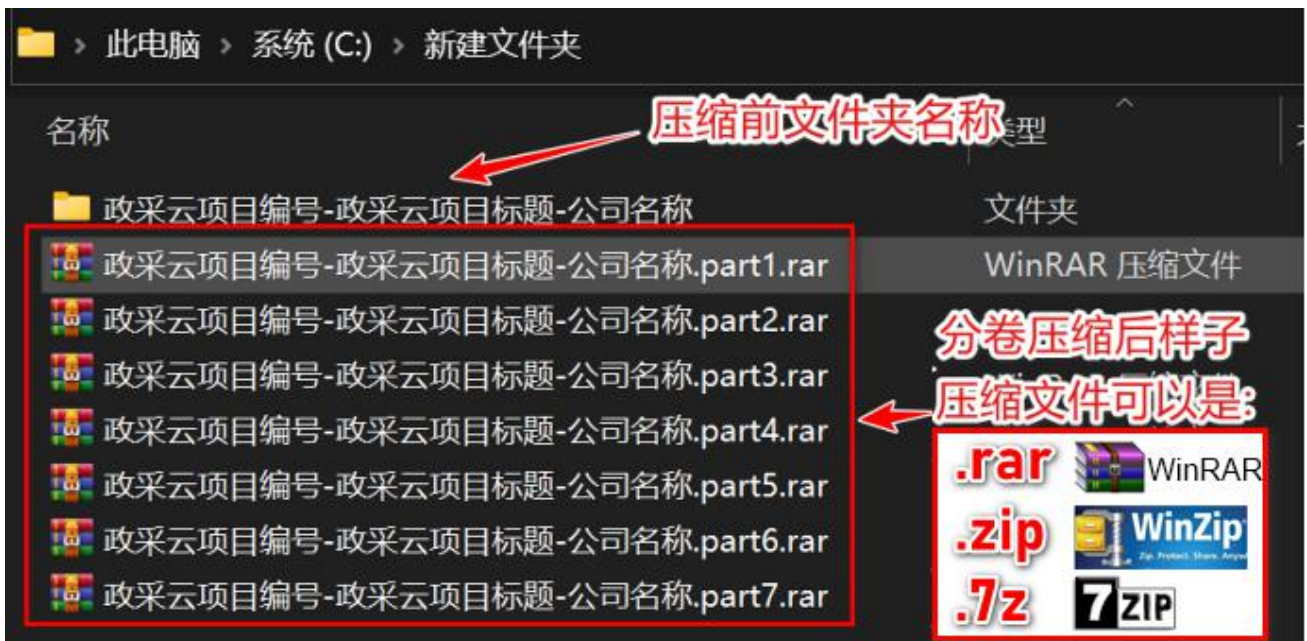 此电脑 > 系统 (C:) > 新建文件夹
压缩前文件夹名称
名称
类型
政采云项目编号-政采云项目标题-公司名称
文件夹
政采云项目编号-政采云项目标题-公司名称.part1.rar
WinRAR 压缩文件
政采云项目编号-政采云项目标题-公司名称.part2.rar
政采云项目编号-政采云项目标题-公司名称.part3.rar
政采云项目编号-政采云项目标题-公司名称.part4.rar
政采云项目编号-政采云项目标题-公司名称.part5.rar
政采云项目编号-政采云项目标题-公司名称.part6.rar
政采云项目编号-政采云项目标题-公司名称.part7.rar
分卷压缩后样子
压缩文件可以是:
.rar WinRAR
.zip WinZip
Zip. Protect. Share.
.7z 7ZIP